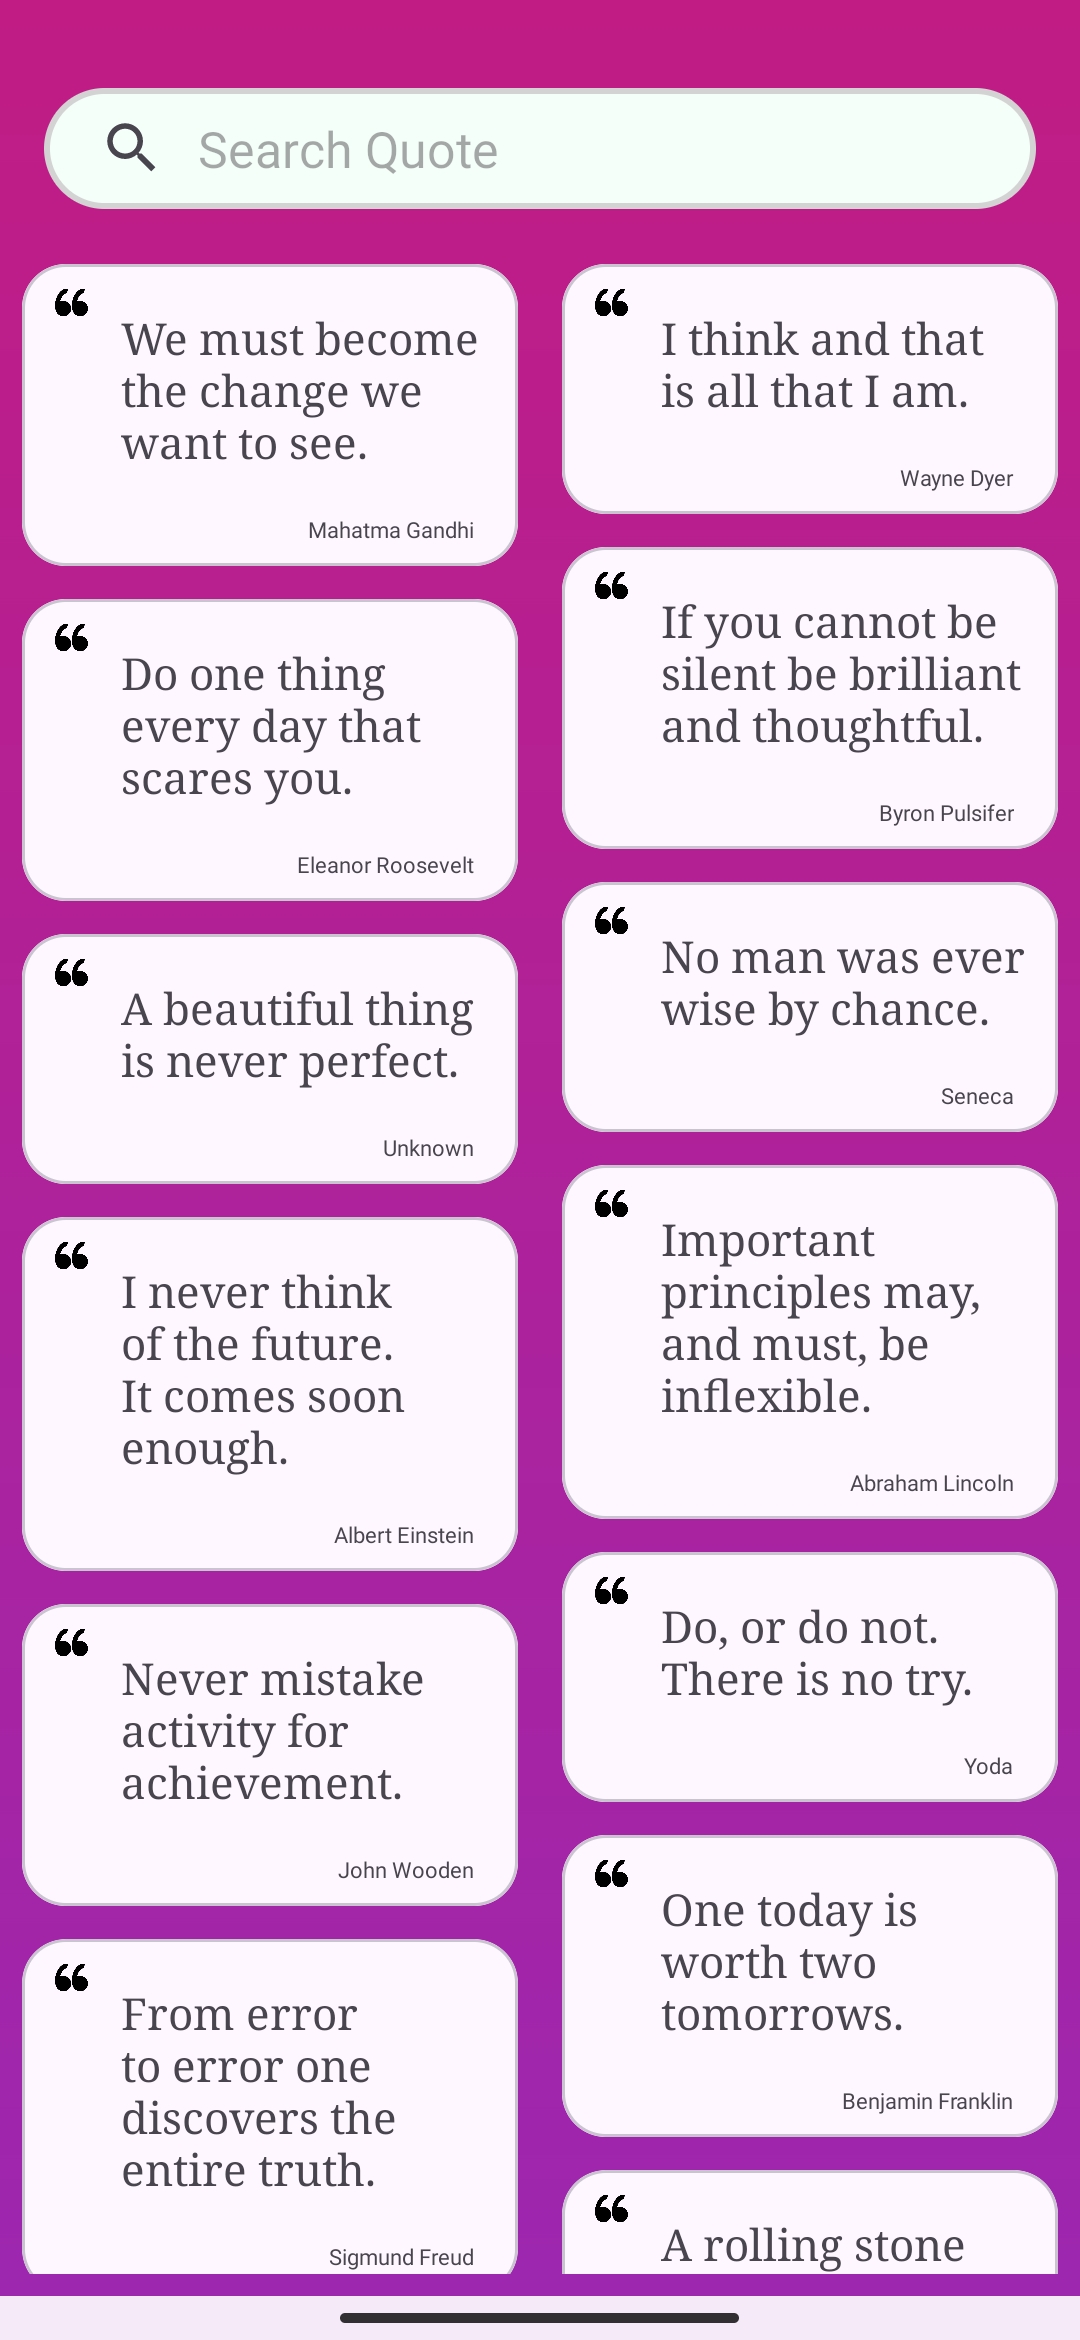 Search Quote
❝
We must become
the change we
want to see.
Mahatma Gandhi
❝
I think and that
is all that I am.
Wayne Dyer
❝
If you cannot be
silent be brilliant
and thoughtful.
Byron Pulsifer
❝
Do one thing
every day that
scares you.
Eleanor Roosevelt
❝
No man was ever
wise by chance.
Seneca
❝
A beautiful thing
is never perfect.
Unknown
❝
Important
principles may,
and must, be
inflexible.
Abraham Lincoln
❝
I never think
of the future.
It comes soon
enough.
Albert Einstein
❝
Do, or do not.
There is no try.
Yoda
❝
Never mistake
activity for
achievement.
John Wooden
❝
One today is
worth two
tomorrows.
Benjamin Franklin
❝
From error
to error one
discovers the
entire truth.
Sigmund Freud
❝
A rolling stone